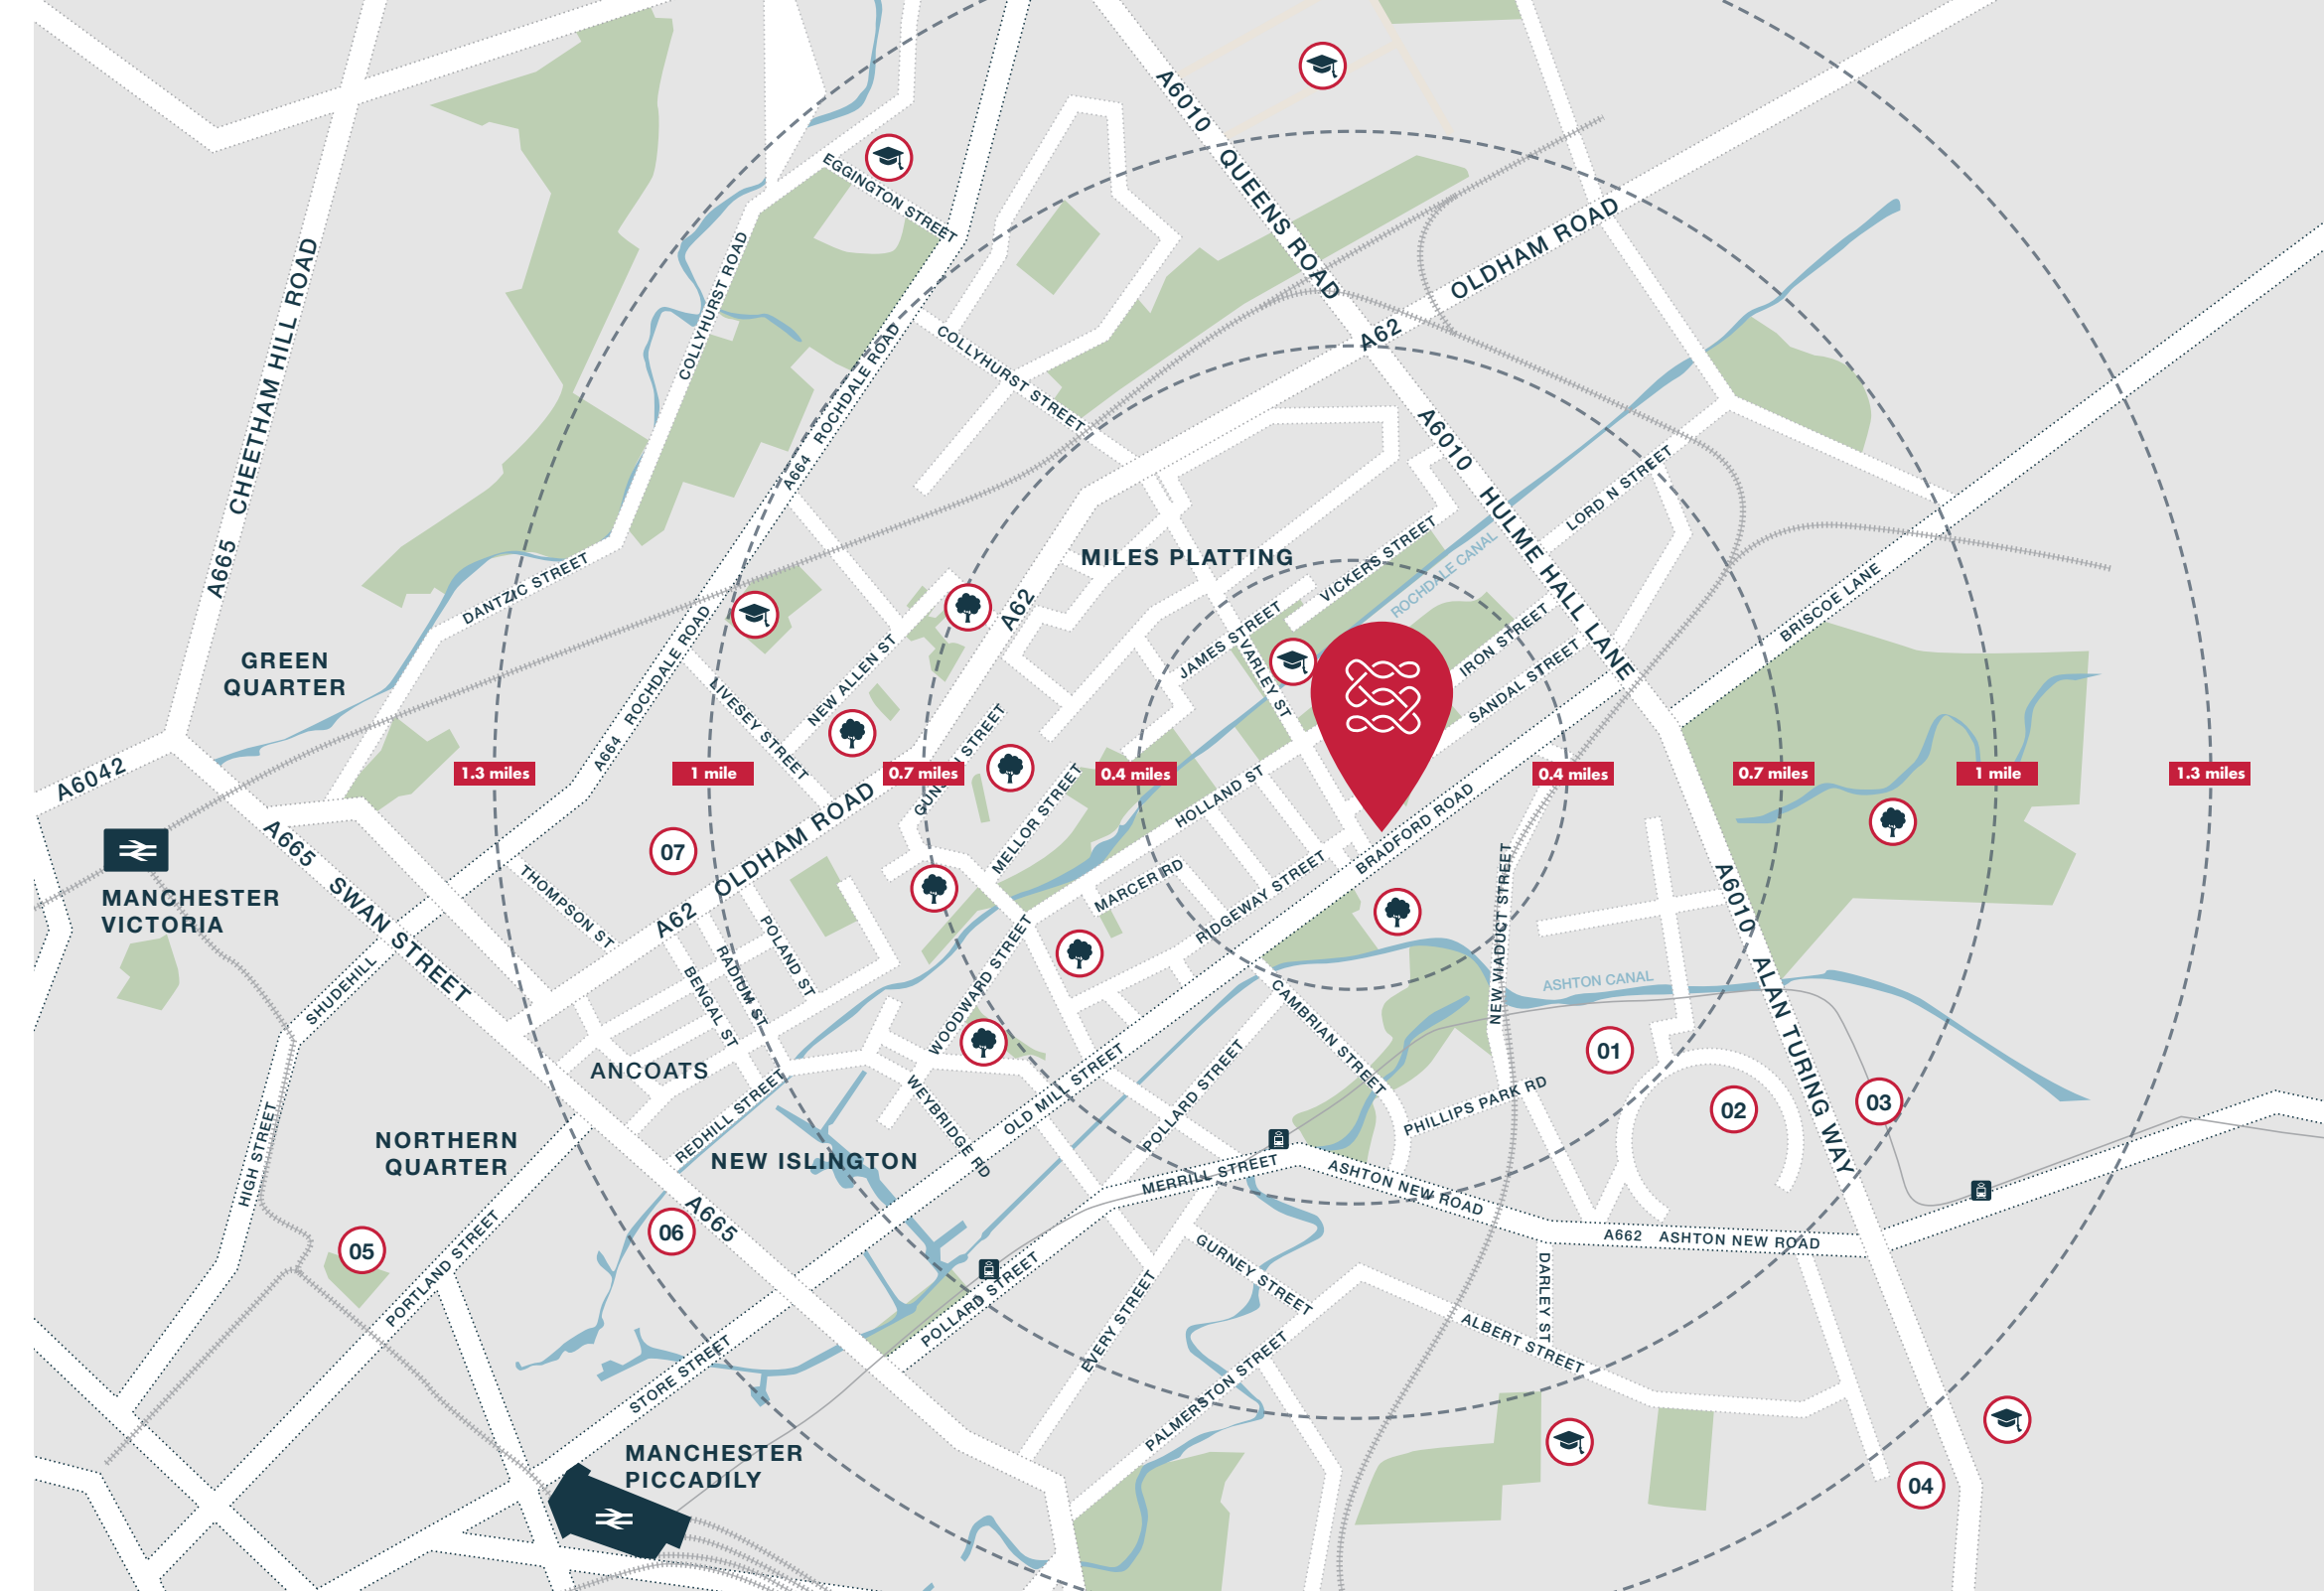 A6010
QUEENS ROAD
EGGINGTON STREET
OLDHAM ROAD
A62
COLLYHURST ROAD
CHEETHAM HILL ROAD
A665
COLLYHURST STREET
ROCHDALE ROAD
A664
A6010
HULME HALL LANE
LORD N STREET
VICKERS STREET
ROCHDALE CANAL
MILES PLATTING
DANTZIC STREET
A62
JAMES STREET
VARLEY ST
IRON STREET
SANDAL STREET
BRISCOE LANE
GREEN
QUARTER
A664
ROCHDALE ROAD
LIVESEY STREET
NEW ALLEN ST
A6042
1.3 miles
1 mile
0.7 miles
0.4 miles
0.4 miles
0.7 miles
1 mile
1.3 miles
MELLOR STREET
HOLLAND ST
BRADFORD ROAD
A665
SWAN STREET
07
OLDHAM ROAD
A62
MANCHESTER
VICTORIA
THOMPSON ST
MARCER RD
RIDGEWAY STREET
NEW VIADUCT STREET
A6010
ALAN TURING WAY
SHUDEHILL
BENGAL ST
RADIUM ST
POLAND ST
WOODWARD STREET
CAMBRIAN STREET
ASHTON CANAL
01
ANCOATS
REDHILL STREET
WEYBRIDGE RD
OLD MILL STREET
POLLARD STREET
PHILLIPS PARK RD
02
03
HIGH STREET
NORTHERN
QUARTER
NEW ISLINGTON
MERRILL STREET
ASHTON NEW ROAD
A665
06
05
PORTLAND STREET
A662
ASHTON NEW ROAD
POLLARD STREET
GURNEY STREET
EVERY STREET
DARLEY ST
ALBERT STREET
STORE STREET
PALMERSTON STREET
MANCHESTER
PICCADILY
04